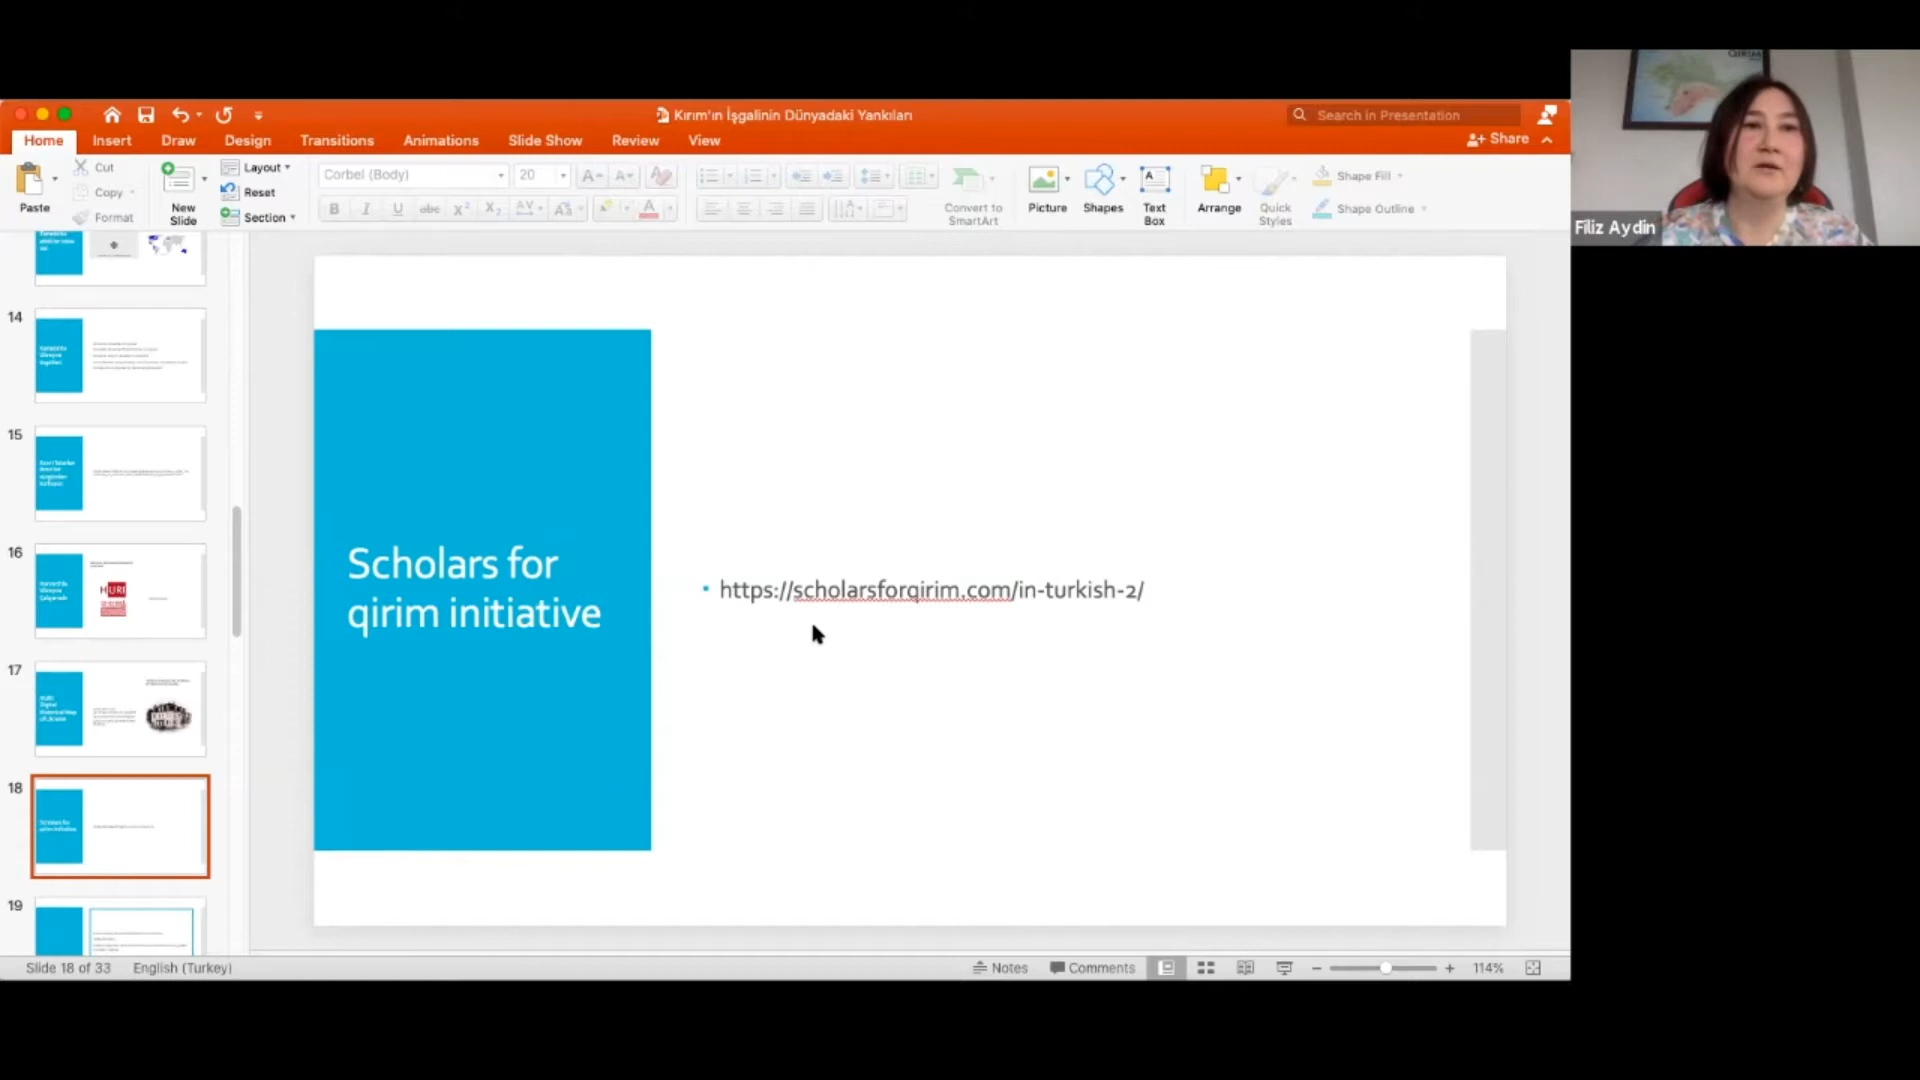 Kırım'ın İşgalinin Dünyadaki Yankıları
Search in Presentation
Home Insert Draw Design Transitions Animations Slide Show Review View
Share
Paste
Cut
Copy
Format
New Slide
Layout
Reset
Section
Corbel (Body) 20
Convert to SmartArt
Picture
Shapes
Text Box
Arrange
Quick Styles
Shape Fill
Shape Outline
Filiz Aydin
14
15
16
HURI
17
18
19
Scholars for
qirim initiative
• https://scholarsforqirim.com/in-turkish-2/
Slide 18 of 33 English (Turkey)
Notes Comments 114%